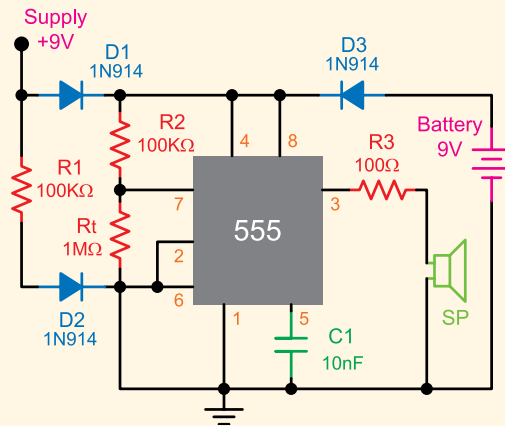 Supply
+9V
D1
1N914
D3
1N914
R2
100KΩ
Battery
9V
R1
100KΩ
R3
100Ω
4
8
7
3
Rt
1MΩ
555
2
6
D2
1N914
1
5
C1
10nF
SP